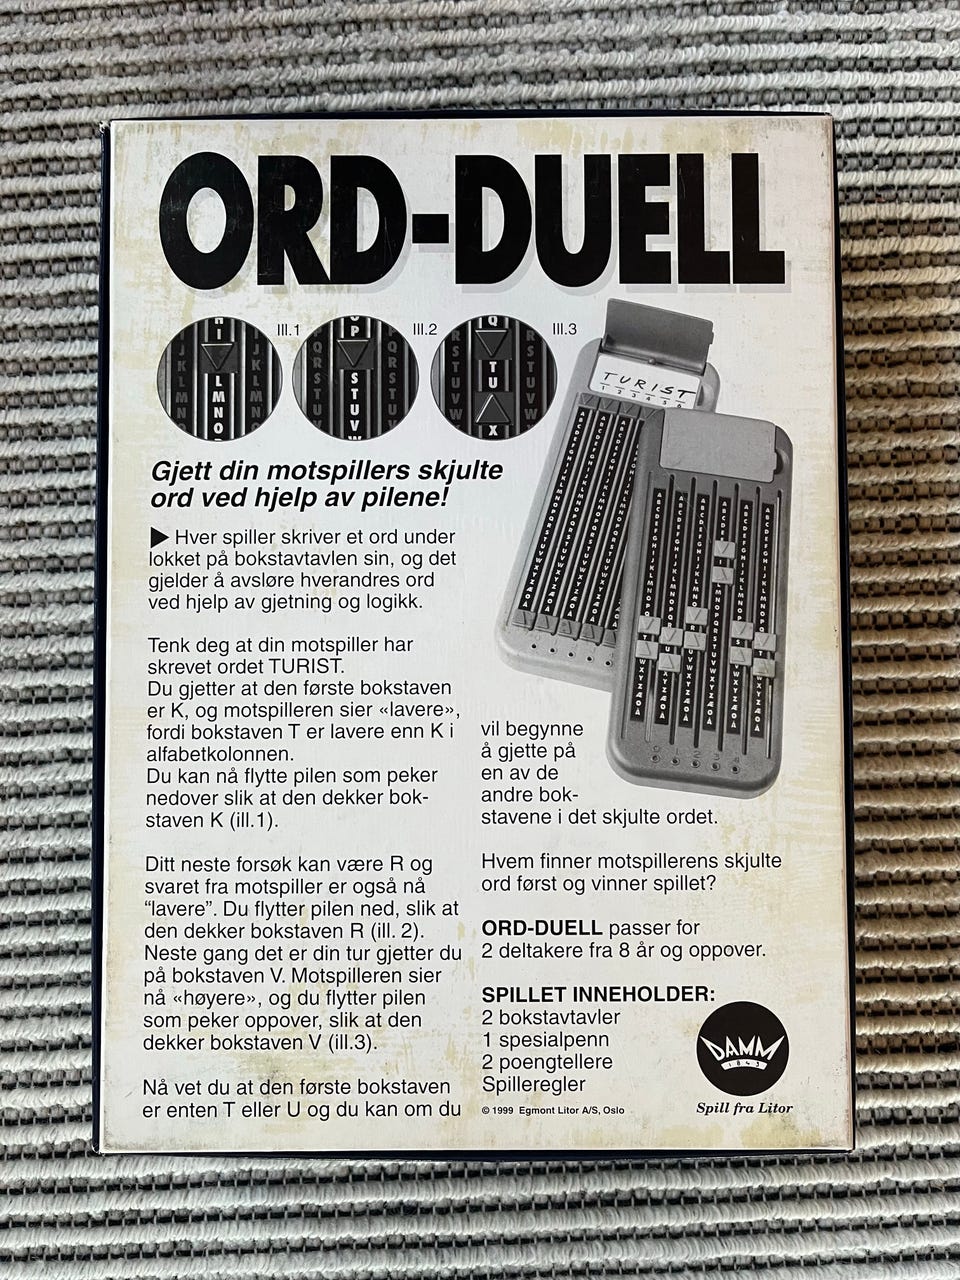 ORD-DUELL
Ill.1
Ill.2
Ill.3
I
L M N O
P
S T U V W
Q
T U
X
TURIST
1 2 3 4 5 6
Gjett din motspillers skjulte
ord ved hjelp av pilene!
▶ Hver spiller skriver et ord under
lokket på bokstavtavlen sin, og det
gjelder å avsløre hverandres ord
ved hjelp av gjetning og logikk.
Tenk deg at din motspiller har
skrevet ordet TURIST.
Du gjetter at den første bokstaven
er K, og motspilleren sier «lavere»,
fordi bokstaven T er lavere enn K i
alfabetkolonnen.
Du kan nå flytte pilen som peker
nedover slik at den dekker bok-
staven K (ill.1).
Ditt neste forsøk kan være R og
svaret fra motspiller er også nå
“lavere”. Du flytter pilen ned, slik at
den dekker bokstaven R (ill. 2).
Neste gang det er din tur gjetter du
på bokstaven V. Motspilleren sier
nå «høyere», og du flytter pilen
som peker oppover, slik at den
dekker bokstaven V (ill.3).
Nå vet du at den første bokstaven
er enten T eller U og du kan om du
vil begynne
å gjette på
en av de
andre bok-
stavene i det skjulte ordet.
Hvem finner motspillerens skjulte
ord først og vinner spillet?
ORD-DUELL passer for
2 deltakere fra 8 år og oppover.
SPILLET INNEHOLDER:
2 bokstavtavler
1 spesialpenn
2 poengtellere
Spilleregler
© 1999 Egmont Litor A/S, Oslo
DAMM
1843
Spill fra Litor